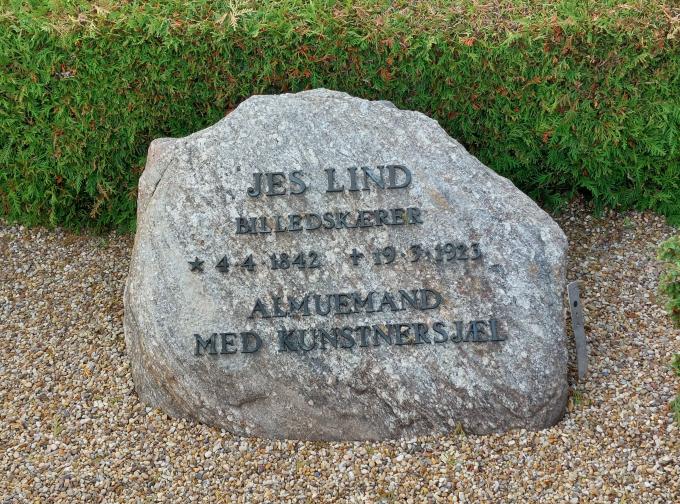 JES LIND
BILLEDSKÆRER
★ 4·4·1842 ✝ 19·3·1923
ALMUEMAND
MED KUNSTNERSJÆL